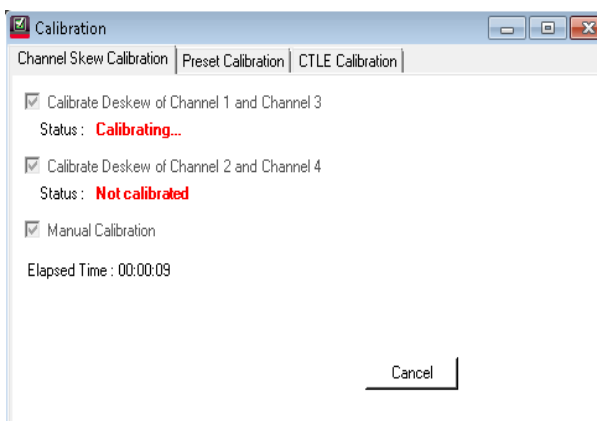 Calibration
Channel Skew Calibration Preset Calibration CTLE Calibration
Calibrate Deskew of Channel 1 and Channel 3
Status : Calibrating...
Calibrate Deskew of Channel 2 and Channel 4
Status : Not calibrated
Manual Calibration
Elapsed Time : 00:00:09
Cancel